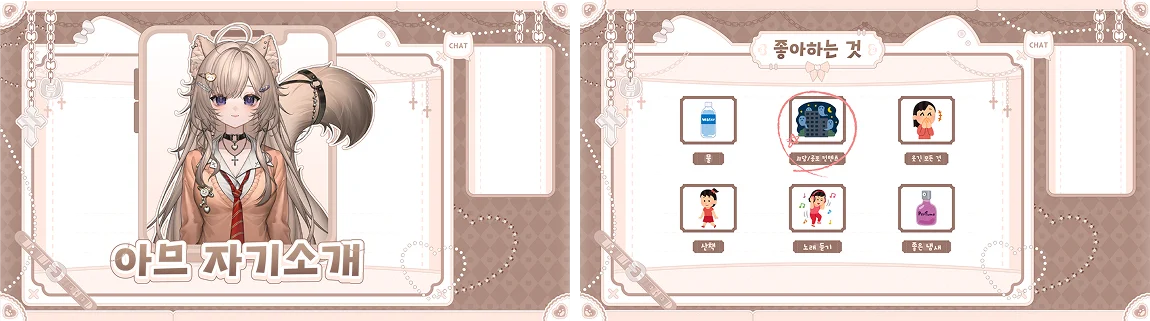 CHAT
아므 자기소개
좋아하는 것
CHAT
Water
물
괴담/공포 컨텐츠
웃긴 모든 것
Perfume
산책
노래 듣기
좋은 냄새